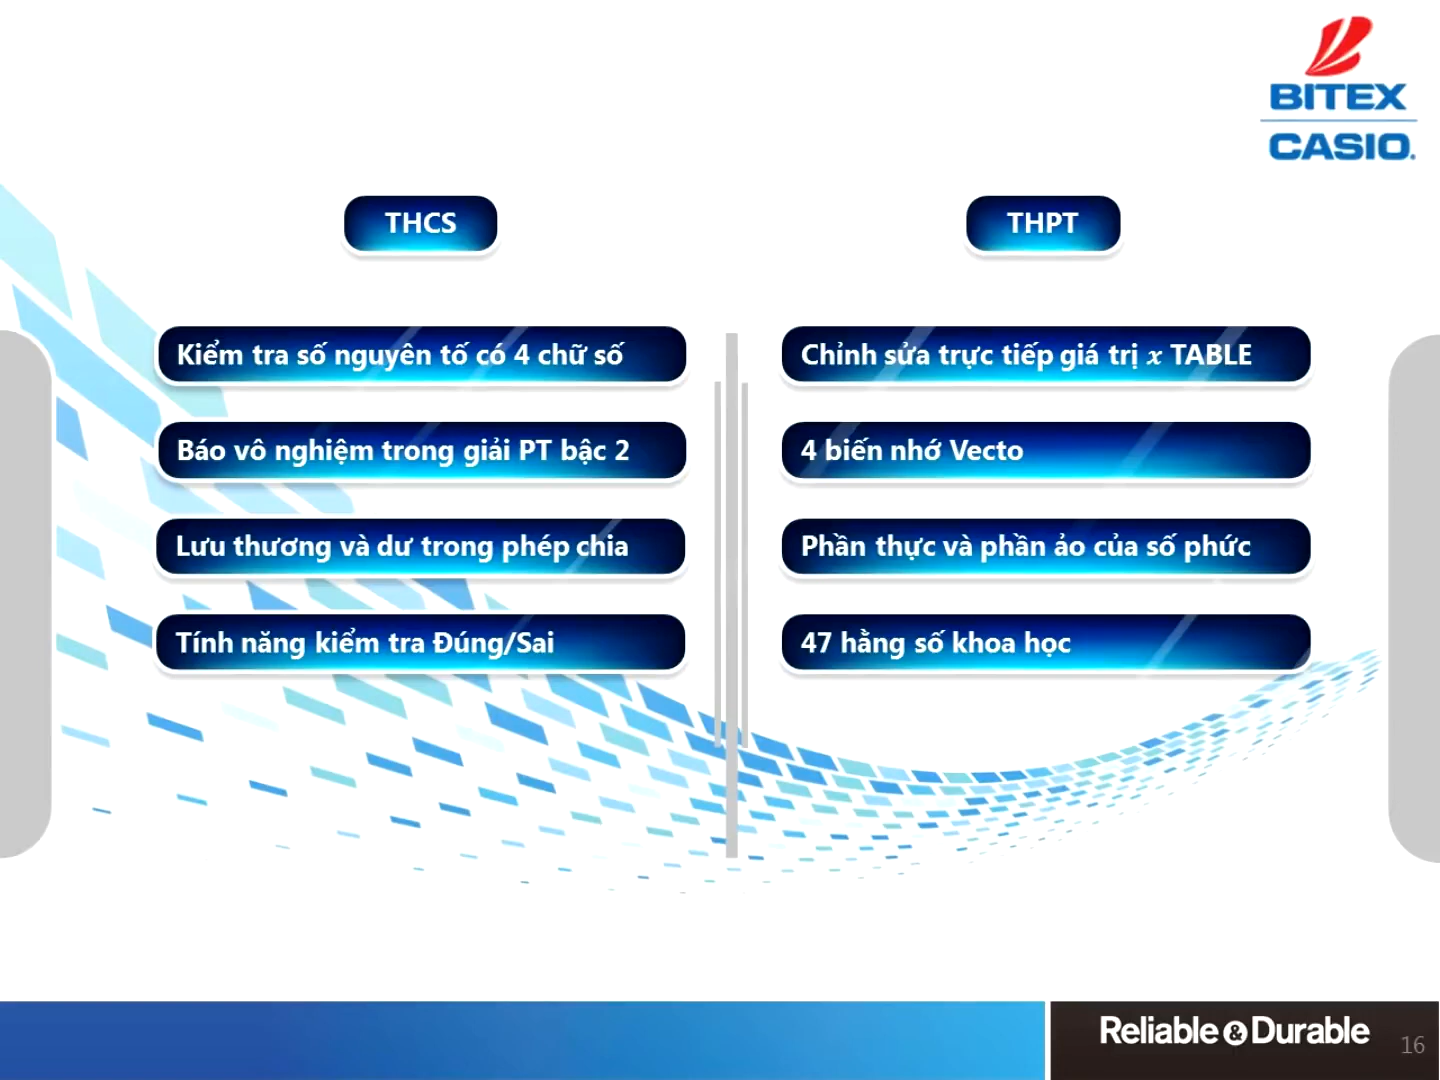 BITEX
CASIO.
THCS
Kiểm tra số nguyên tố có 4 chữ số
Báo vô nghiệm trong giải PT bậc 2
Lưu thương và dư trong phép chia
Tính năng kiểm tra Đúng/Sai
THPT
Chỉnh sửa trực tiếp giá trị x TABLE
4 biến nhớ Vecto
Phần thực và phần ảo của số phức
47 hằng số khoa học
Reliable & Durable
16